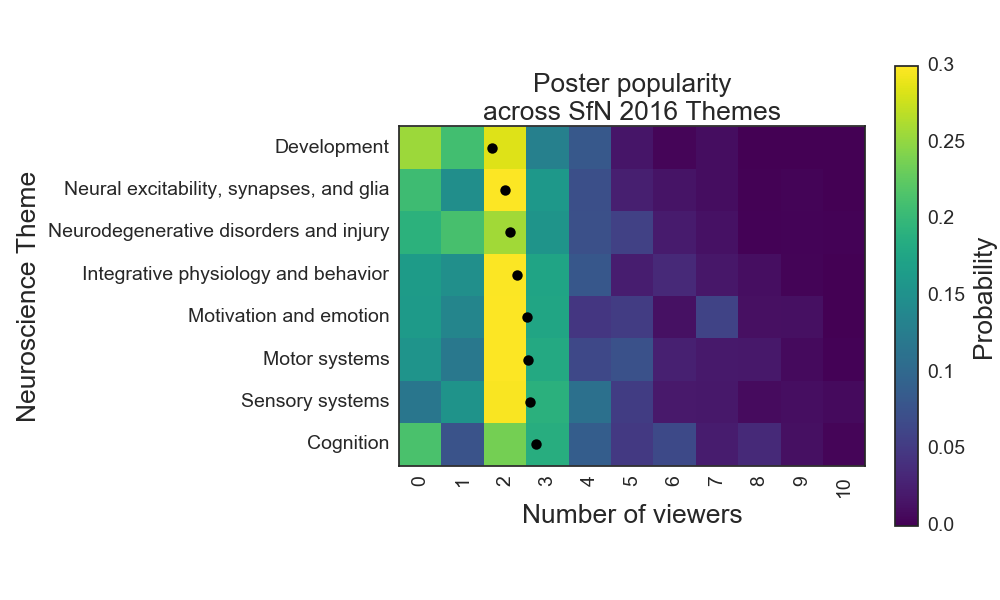 Poster popularity
across SfN 2016 Themes
Neuroscience Theme
Development
Neural excitability, synapses, and glia
Neurodegenerative disorders and injury
Integrative physiology and behavior
Motivation and emotion
Motor systems
Sensory systems
Cognition
0 1 2 3 4 5 6 7 8 9 10
Number of viewers
0.3
0.25
0.2
0.15
0.1
0.05
0.0
Probability